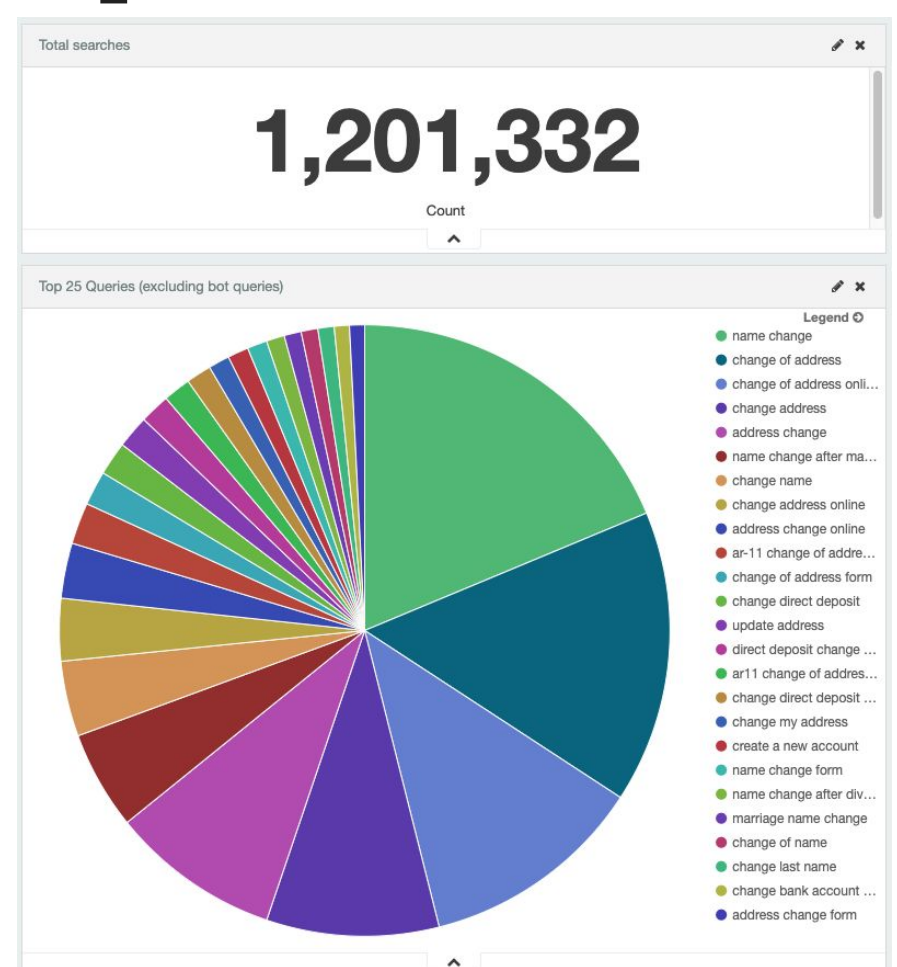 Total searches
1,201,332
Count
Top 25 Queries (excluding bot queries)
Legend
name change
change of address
change of address onli...
change address
address change
name change after ma...
change name
change address online
address change online
ar-11 change of addre...
change of address form
change direct deposit
update address
direct deposit change ...
ar11 change of addres...
change direct deposit ...
change my address
create a new account
name change form
name change after div...
marriage name change
change of name
change last name
change bank account ...
address change form